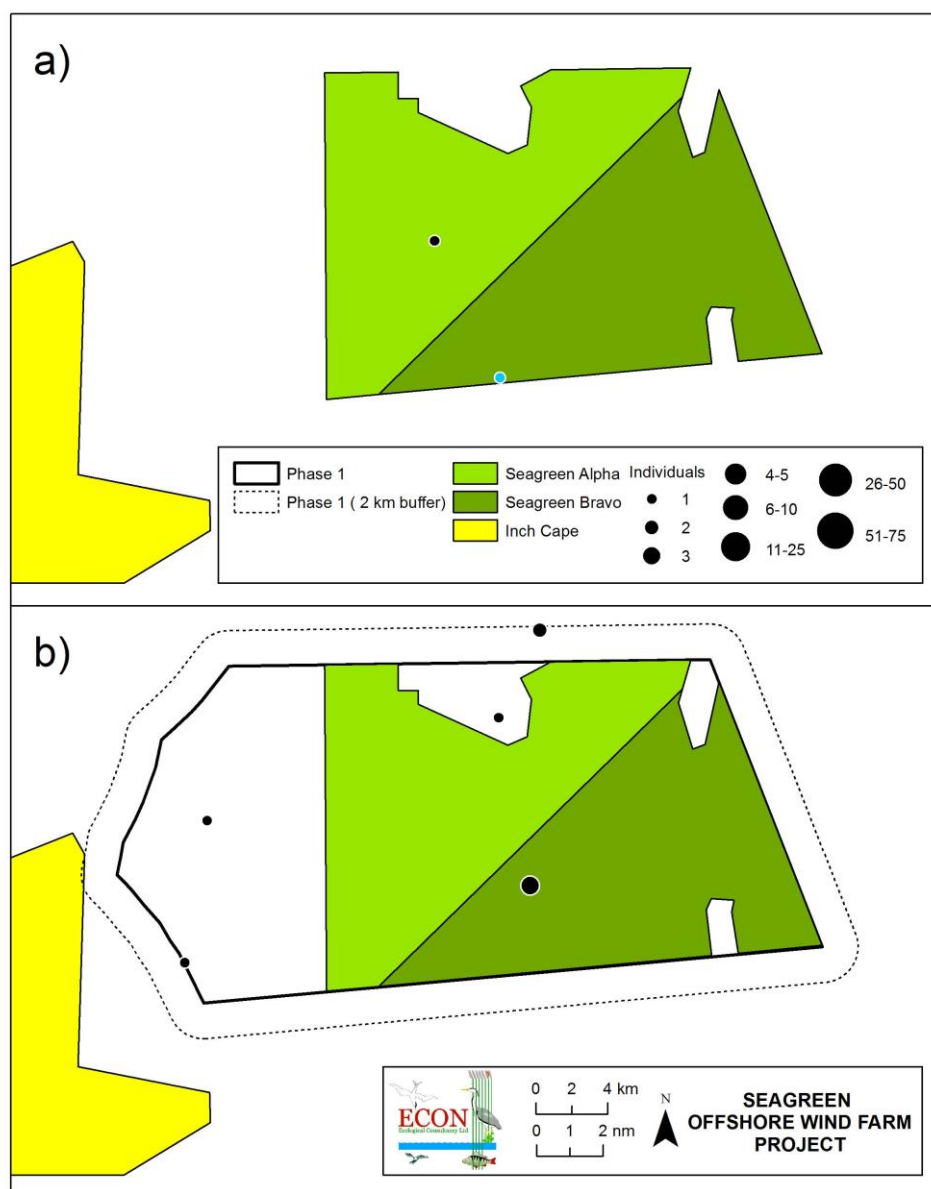 a)
Phase 1
Phase 1 ( 2 km buffer)
Seagreen Alpha
Seagreen Bravo
Inch Cape
Individuals
1
2
3
4-5
6-10
11-25
26-50
51-75
b)
ECON
Ecological Consultancy Ltd
0 2 4 km
0 1 2 nm
N
SEAGREEN
OFFSHORE WIND FARM
PROJECT